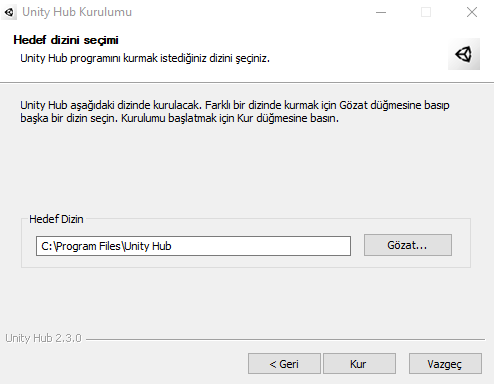 Unity Hub Kurulumu
Hedef dizini seçimi
Unity Hub programını kurmak istediğiniz dizini seçiniz.
Unity Hub aşağıdaki dizinde kurulacak. Farklı bir dizinde kurmak için Gözat düğmesine basıp
başka bir dizin seçin. Kurulumu başlatmak için Kur düğmesine basın.
Hedef Dizin
C:\Program Files\Unity Hub
Gözat...
Unity Hub 2.3.0
< Geri
Kur
Vazgeç